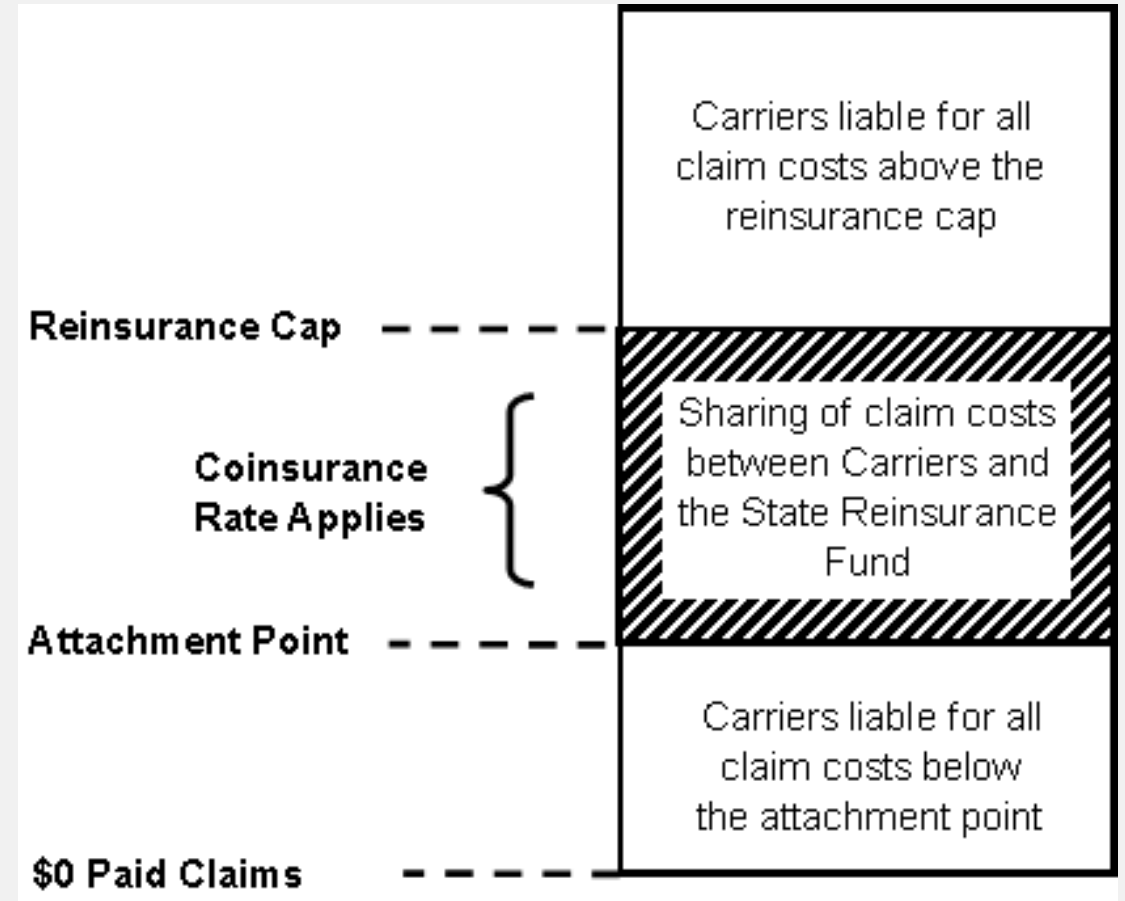 Carriers liable for all
claim costs above the
reinsurance cap
Reinsurance Cap
Sharing of claim costs
between Carriers and
the State Reinsurance
Fund
Coinsurance
Rate Applies
Attachment Point
Carriers liable for all
claim costs below
the attachment point
$0 Paid Claims